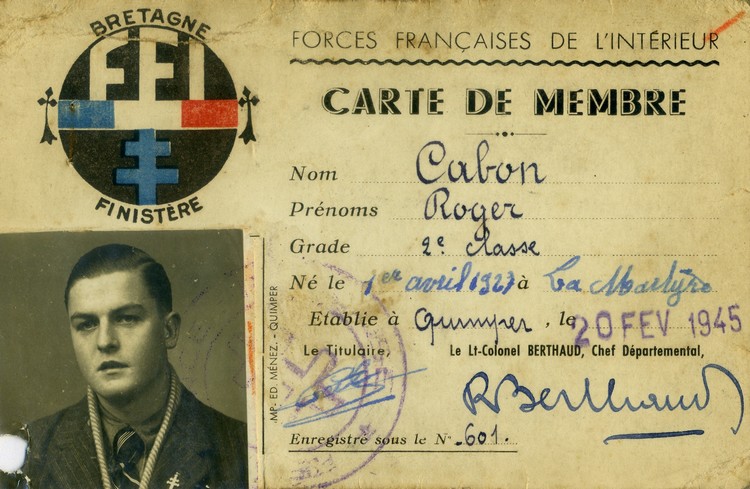 BRETAGNE
FFI
FINISTÈRE
FORCES FRANÇAISES DE L'INTÉRIEUR
CARTE DE MEMBRE
Nom Cabon
Prénoms Roger
Grade 2e classe
Né le 1er avril 1927 à La Martyre
Etablie à Quimper, le 20 FEV 1945
Le Titulaire, Le Lt-Colonel BERTHAUD, Chef Départemental,
RBerthaud
Enregistré sous le N° 601.
IMP. ED. MÉNEZ. - QUIMPER